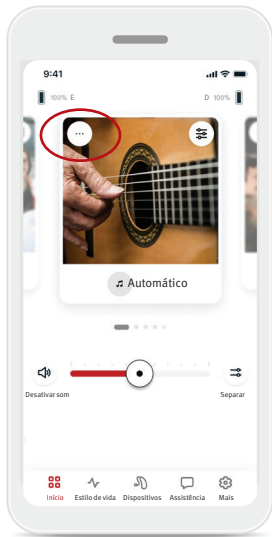 9:41
100% E
D 100%
Automático
Desativar som
Separar
Início Estilo de vida Dispositivos Assistência Mais